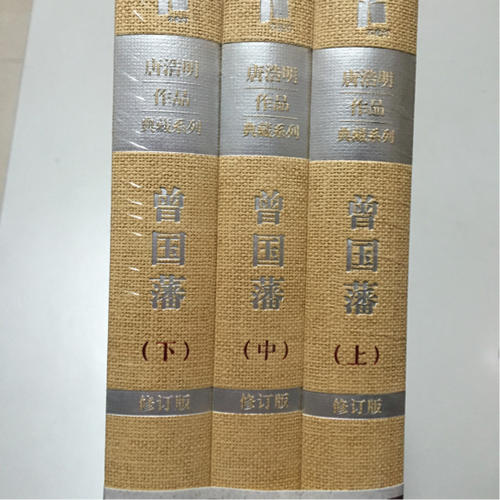 唐浩明
作品
典藏系列
曾国藩
（下）
修订版
唐浩明
作品
典藏系列
曾国藩
（中）
修订版
唐浩明
作品
典藏系列
曾国藩
（上）
修订版